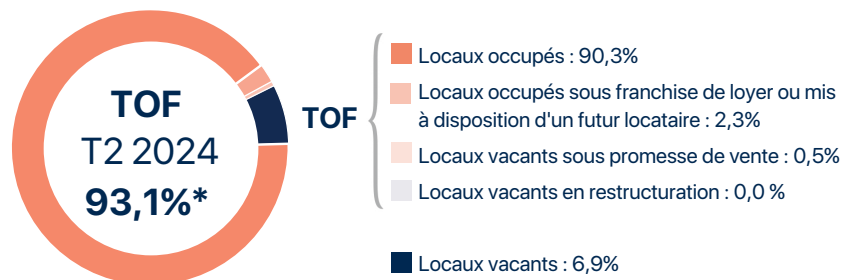 TOF
T2 2024
93,1%*
TOF
Locaux occupés : 90,3%
Locaux occupés sous franchise de loyer ou mis
à disposition d'un futur locataire : 2,3%
Locaux vacants sous promesse de vente : 0,5%
Locaux vacants en restructuration : 0,0 %
Locaux vacants : 6,9%